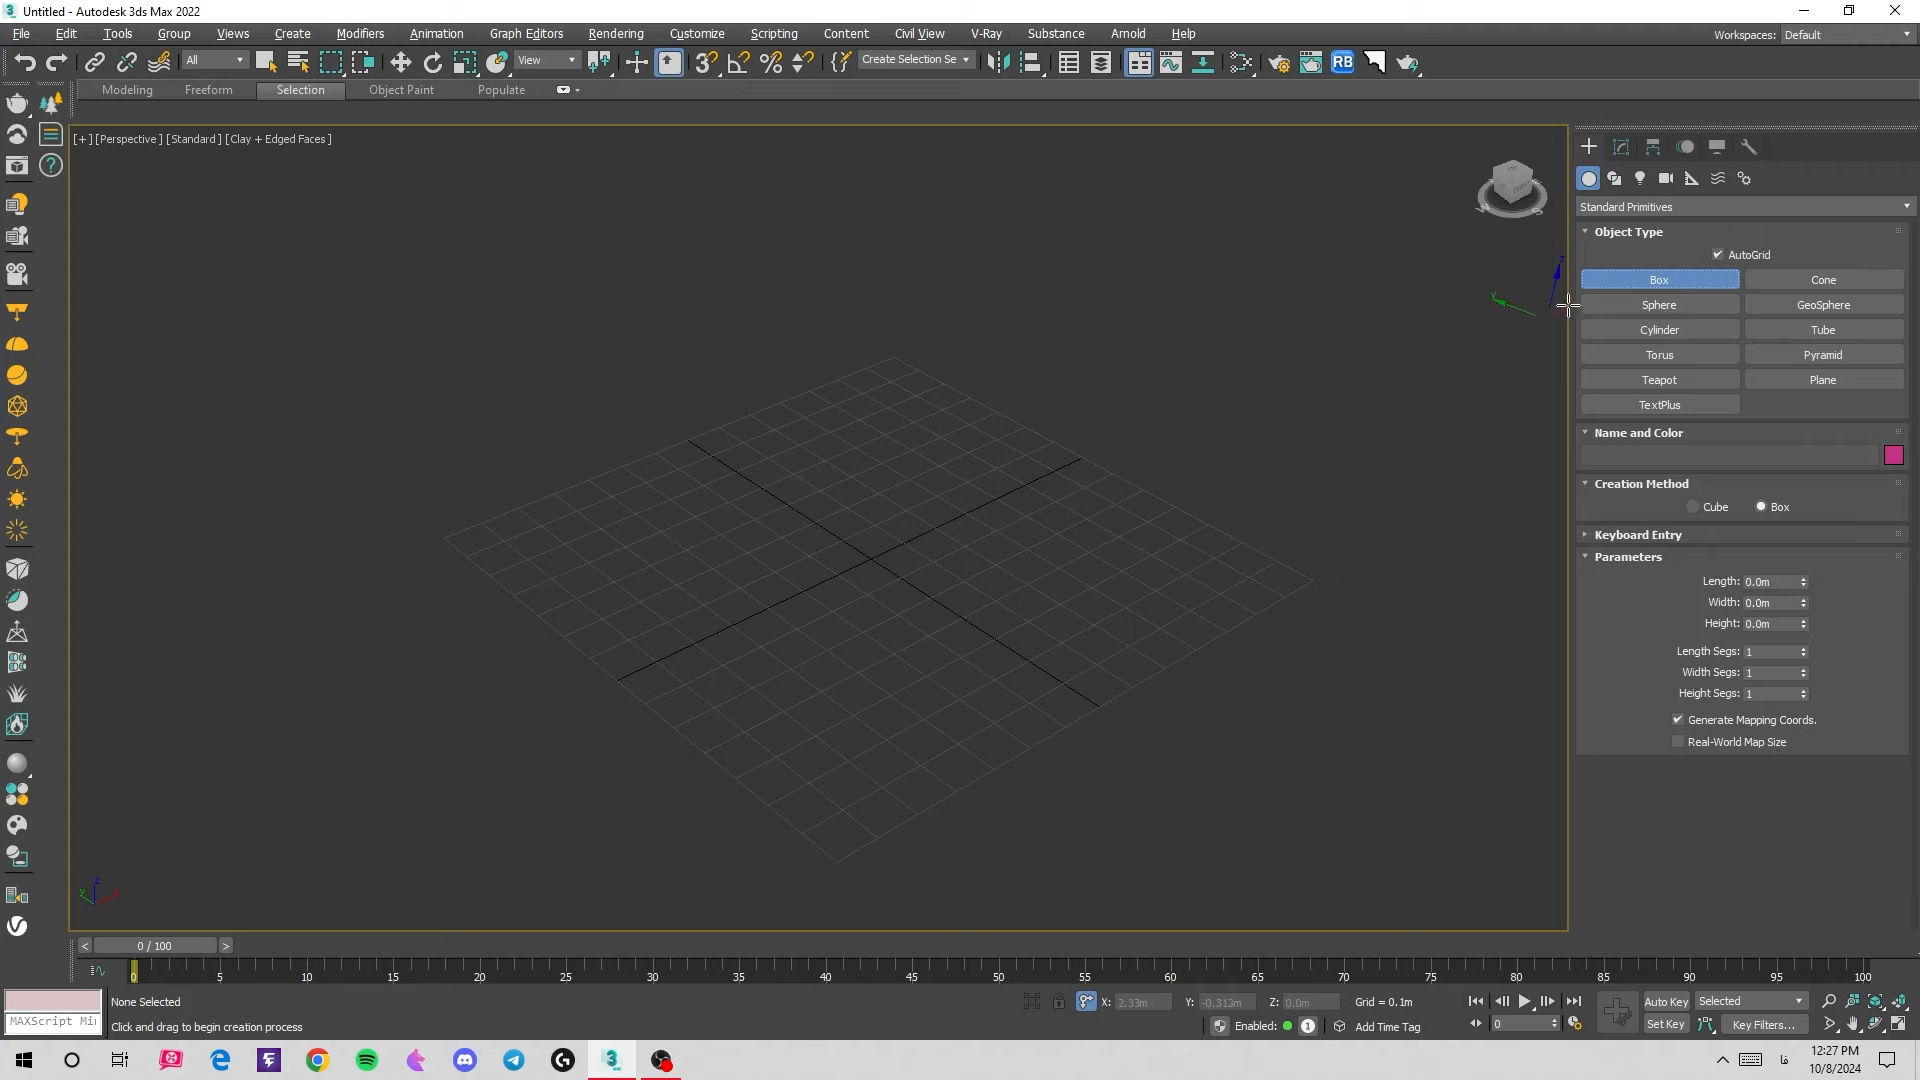 Untitled - Autodesk 3ds Max 2022
File Edit Tools Group Views Create Modifiers Animation Graph Editors Rendering Customize Scripting Content Civil View V-Ray Substance Arnold Help
Workspaces: Default
All View Create Selection Se RB
Modeling Freeform Selection Object Paint Populate
[+] [Perspective] [Standard] [Clay + Edged Faces]
Standard Primitives
Object Type
AutoGrid
Box Cone
Sphere GeoSphere
Cylinder Tube
Torus Pyramid
Teapot Plane
TextPlus
Name and Color
Creation Method
Cube Box
Keyboard Entry
Parameters
Length: 0.0m
Width: 0.0m
Height: 0.0m
Length Segs: 1
Width Segs: 1
Height Segs: 1
Generate Mapping Coords.
Real-World Map Size
z
y
z
y x
< 0 / 100 >
0 5 10 15 20 25 30 35 40 45 50 55 60 65 70 75 80 85 90 95 100
None Selected
X: 2.33m Y: -0.312m Z: 0.0m Grid = 0.1m
Auto Key Selected
MAXScript Mi
Click and drag to begin creation process
Enabled: 1 Add Time Tag
0
Set Key Key Filters...
12:27 PM
10/8/2024
فا